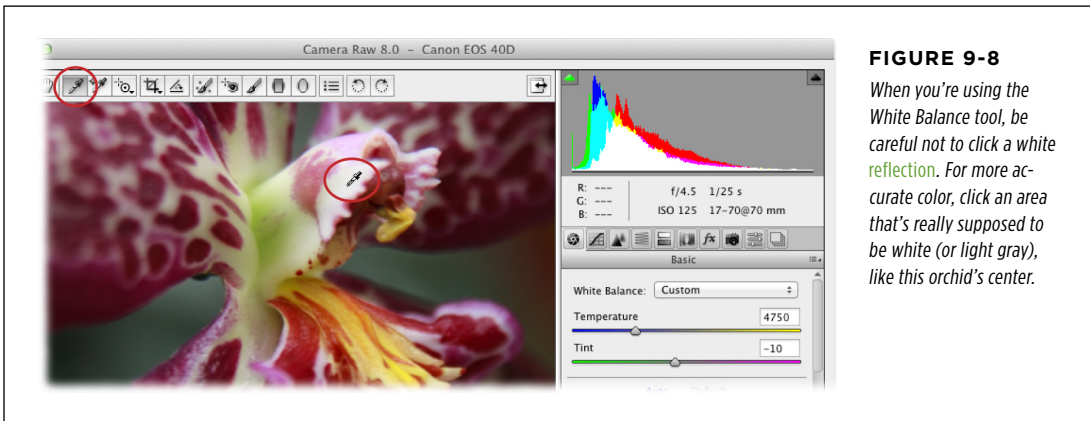 Camera Raw 8.0 – Canon EOS 40D
R: ---
G: ---
B: ---
f/4.5 1/25 s
ISO 125 17-70@70 mm
fx
Basic
White Balance: Custom
Temperature 4750
Tint -10
FIGURE 9-8
When you're using the
White Balance tool, be
careful not to click a white
reflection. For more ac-
curate color, click an area
that's really supposed to
be white (or light gray),
like this orchid's center.